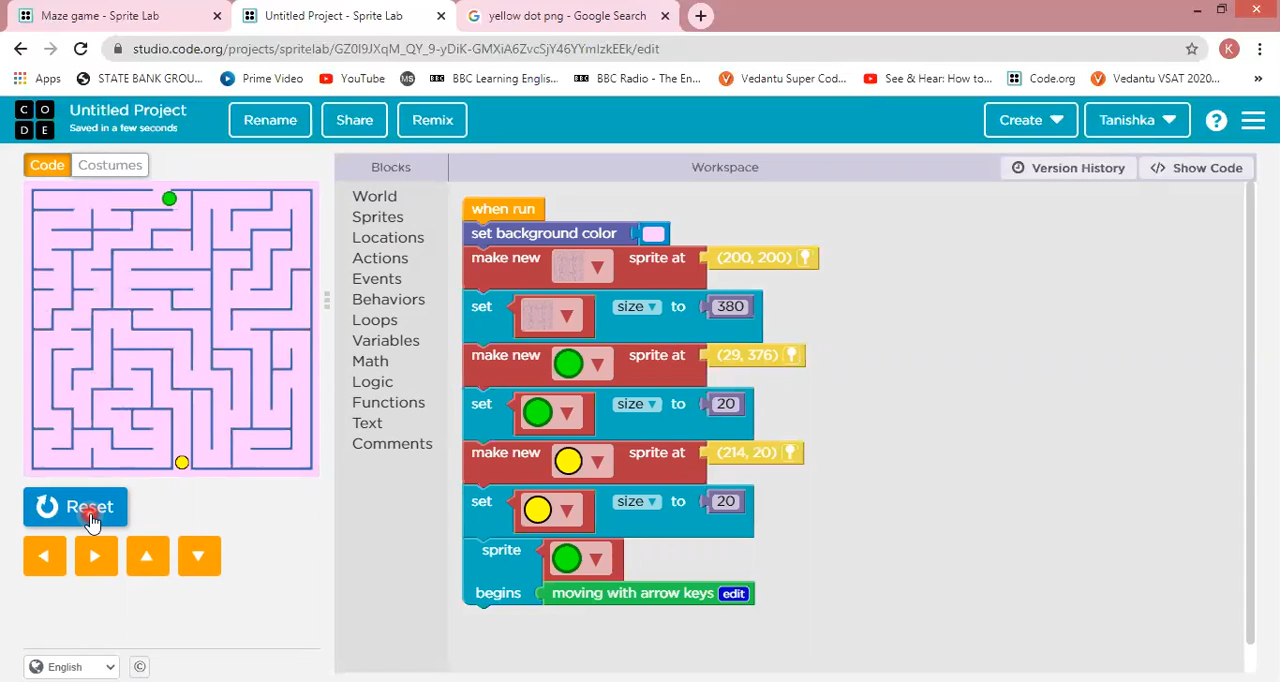 Maze game - Sprite Lab
Untitled Project - Sprite Lab
yellow dot png - Google Search
studio.code.org/projects/spritelab/GZ0I9JXqM_QY_9-yDiK-GMXiA6ZvcSjY46YYmIzkEEk/edit
K
Apps
STATE BANK GROU...
Prime Video
YouTube
MS
BBC Learning Englis...
BBC Radio - The En...
Vedantu Super Cod...
See & Hear: How to...
Code.org
Vedantu VSAT 2020...
»
C O
D E
Untitled Project
Saved in a few seconds
Rename
Share
Remix
Create
Tanishka
?
Code
Costumes
Blocks
Workspace
Version History
</> Show Code
World
Sprites
Locations
Actions
Events
Behaviors
Loops
Variables
Math
Logic
Functions
Text
Comments
when run
set background color
make new sprite at (200, 200)
set size to 380
make new sprite at (29, 376)
set size to 20
make new sprite at (214, 20)
set size to 20
sprite
begins moving with arrow keys edit
Reset
English
©